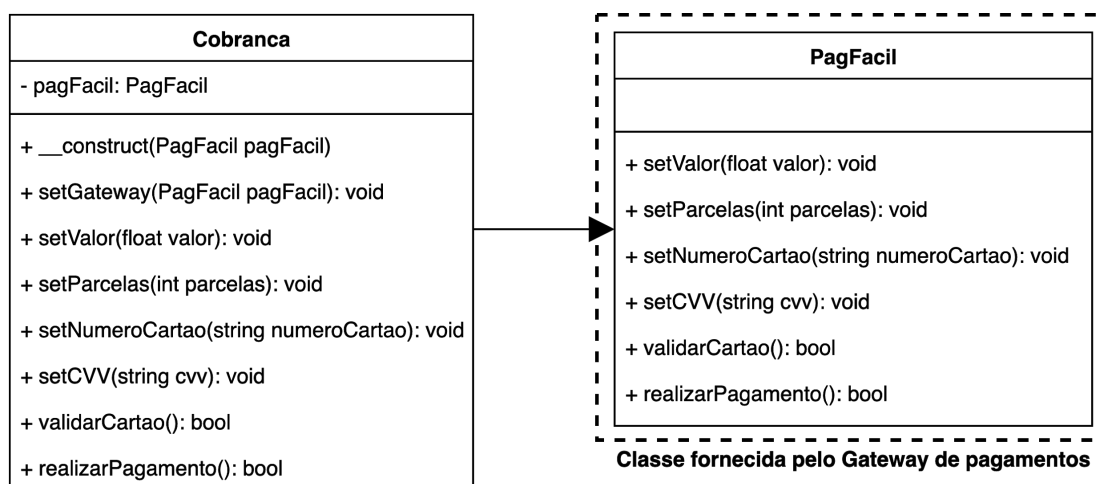 Cobranca
- pagFacil: PagFacil
+ __construct(PagFacil pagFacil)
+ setGateway(PagFacil pagFacil): void
+ setValor(float valor): void
+ setParcelas(int parcelas): void
+ setNumeroCartao(string numeroCartao): void
+ setCVV(string cvv): void
+ validarCartao(): bool
+ realizarPagamento(): bool
PagFacil
+ setValor(float valor): void
+ setParcelas(int parcelas): void
+ setNumeroCartao(string numeroCartao): void
+ setCVV(string cvv): void
+ validarCartao(): bool
+ realizarPagamento(): bool
Classe fornecida pelo Gateway de pagamentos